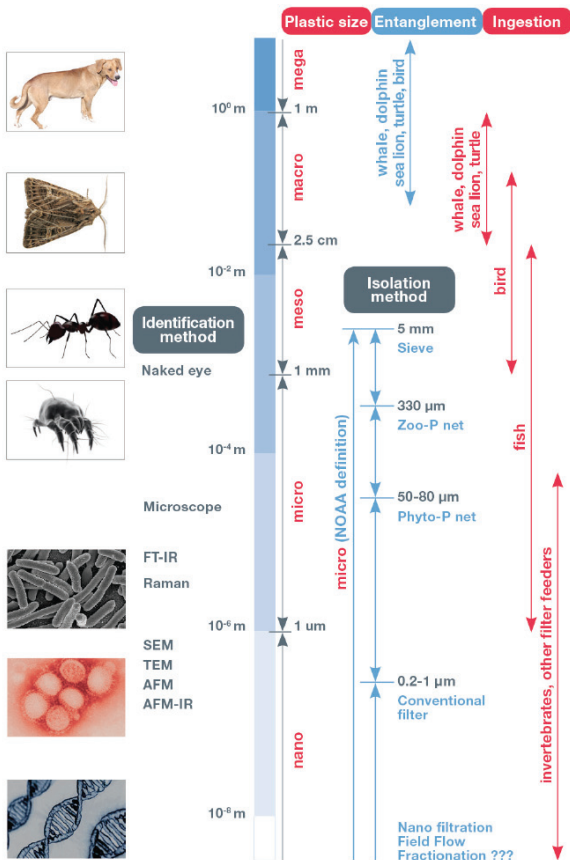 Plastic size
Entanglement
Ingestion
mega
10⁰ m
1 m
whale, dolphin
sea lion, turtle, bird
whale, dolphin
sea lion, turtle
macro
2.5 cm
10⁻² m
bird
Isolation
method
meso
Identification
method
5 mm
Sieve
Naked eye
1 mm
330 µm
Zoo-P net
fish
10⁻⁴ m
micro
micro (NOAA definition)
50-80 µm
Phyto-P net
Microscope
FT-IR
Raman
10⁻⁶ m
1 um
invertebrates, other filter feeders
SEM
TEM
AFM
AFM-IR
0.2-1 µm
Conventional
filter
nano
10⁻⁸ m
Nano filtration
Field Flow
Fractionation ???